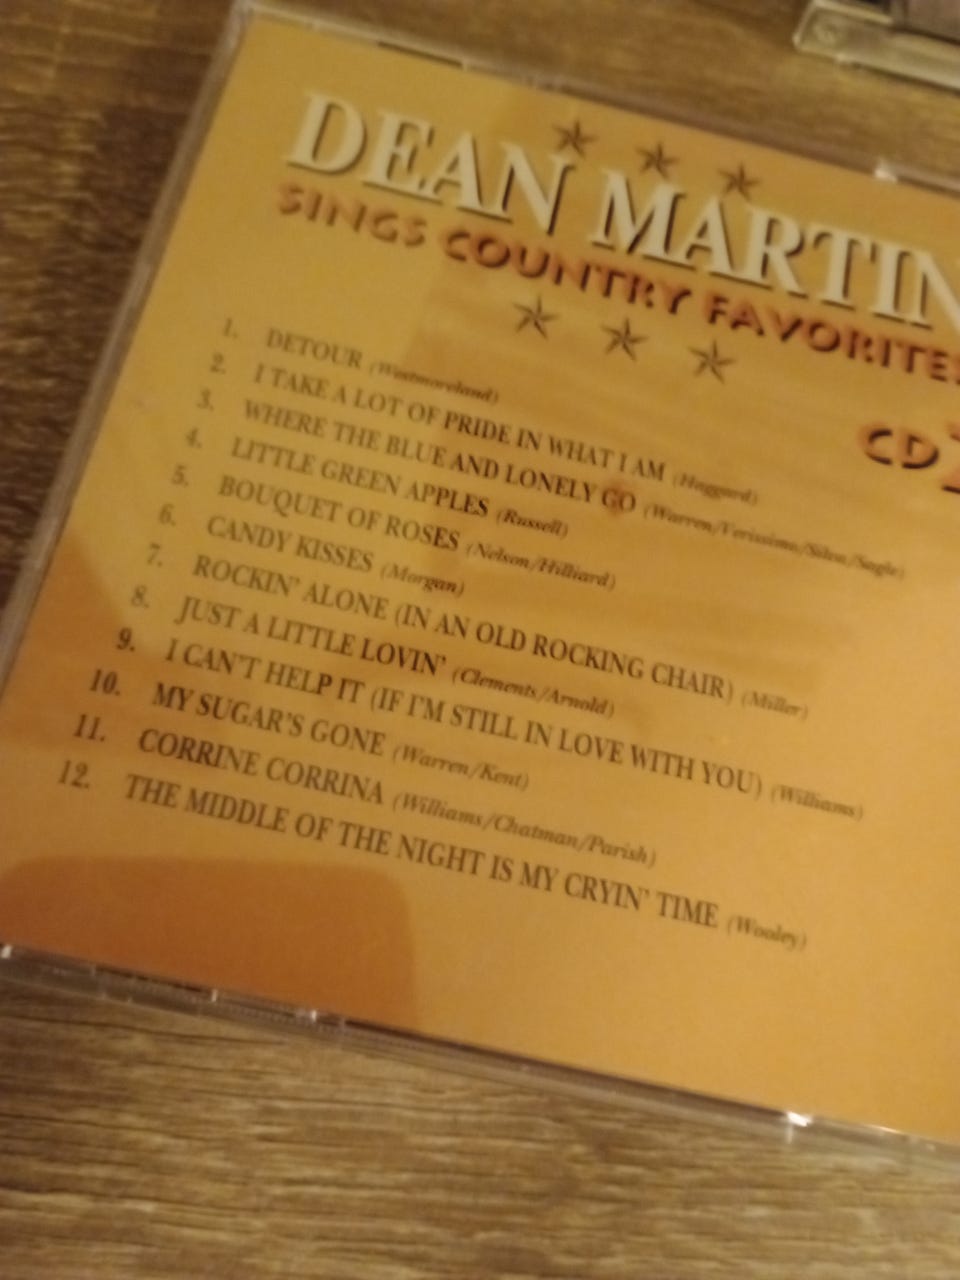 DEAN MARTIN
SINGS COUNTRY FAVORITES
CD
1. DETOUR (Westmoreland)
2. I TAKE A LOT OF PRIDE IN WHAT I AM (Haggard)
3. WHERE THE BLUE AND LONELY GO (Warren/Verissimo/Silva/Sagle)
4. LITTLE GREEN APPLES (Russell)
5. BOUQUET OF ROSES (Nelson/Hilliard)
6. CANDY KISSES (Morgan)
7. ROCKIN' ALONE (IN AN OLD ROCKING CHAIR) (Miller)
8. JUST A LITTLE LOVIN' (Clements/Arnold)
9. I CAN'T HELP IT (IF I'M STILL IN LOVE WITH YOU) (Williams)
10. MY SUGAR'S GONE (Warren/Kent)
11. CORRINE CORRINA (Williams/Chatman/Parish)
12. THE MIDDLE OF THE NIGHT IS MY CRYIN' TIME (Wooley)